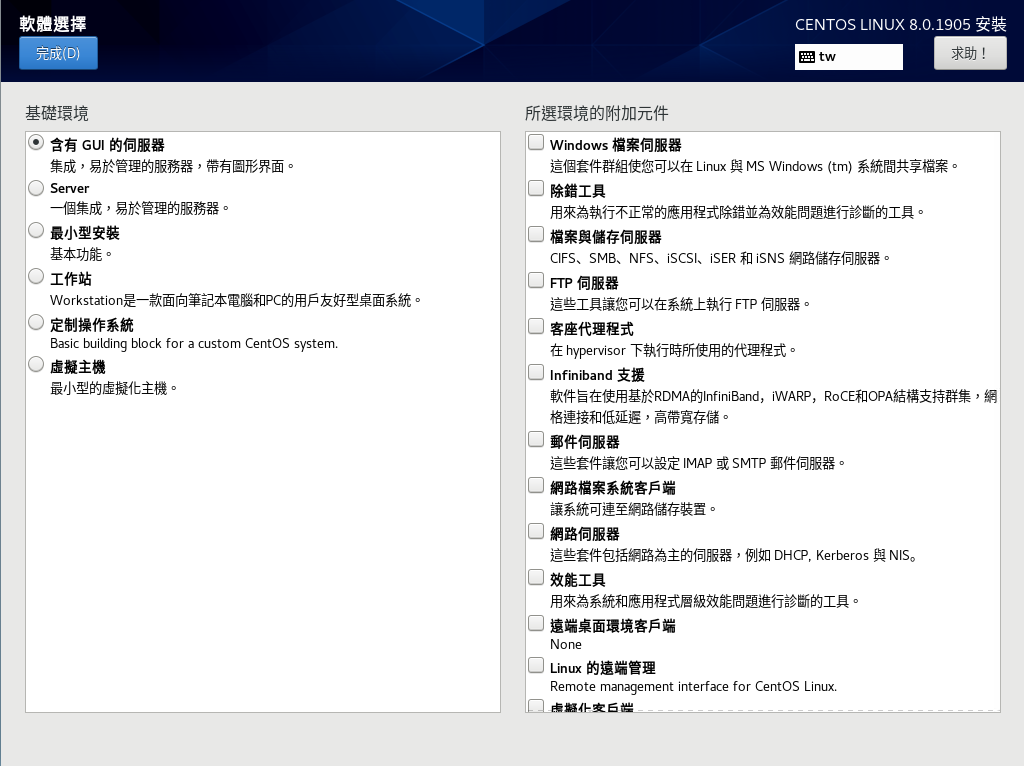 軟體選擇
完成(D)
CENTOS LINUX 8.0.1905 安裝
tw
求助！
基礎環境
含有 GUI 的伺服器
集成，易於管理的服務器，帶有圖形界面。
Server
一個集成，易於管理的服務器。
最小型安裝
基本功能。
工作站
Workstation是一款面向筆記本電腦和PC的用戶友好型桌面系統。
定制操作系統
Basic building block for a custom CentOS system.
虛擬主機
最小型的虛擬化主機。
所選環境的附加元件
Windows 檔案伺服器
這個套件群組使您可以在 Linux 與 MS Windows (tm) 系統間共享檔案。
除錯工具
用來為執行不正常的應用程式除錯並為效能問題進行診斷的工具。
檔案與儲存伺服器
CIFS、SMB、NFS、iSCSI、iSER 和 iSNS 網路儲存伺服器。
FTP 伺服器
這些工具讓您可以在系統上執行 FTP 伺服器。
客座代理程式
在 hypervisor 下執行時所使用的代理程式。
Infiniband 支援
軟件旨在使用基於RDMA的InfiniBand，iWARP，RoCE和OPA結構支持群集，網
格連接和低延遲，高帶寬存儲。
郵件伺服器
這些套件讓您可以設定 IMAP 或 SMTP 郵件伺服器。
網路檔案系統客戶端
讓系統可連至網路儲存裝置。
網路伺服器
這些套件包括網路為主的伺服器，例如 DHCP, Kerberos 與 NIS。
效能工具
用來為系統和應用程式層級效能問題進行診斷的工具。
遠端桌面環境客戶端
None
Linux 的遠端管理
Remote management interface for CentOS Linux.
虛擬化客戶端